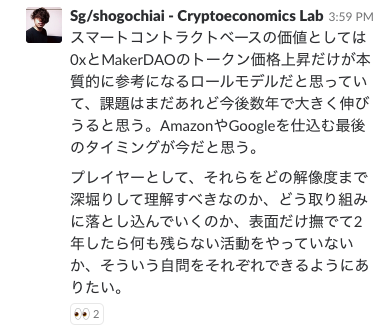 Sg/shogochiai - Cryptoeconomics Lab 3:59 PM
スマートコントラクトベースの価値としては
0xとMakerDAOのトークン価格上昇だけが本
質的に参考になるロールモデルだと思ってい
て、課題はまだあれど今後数年で大きく伸び
うると思う。AmazonやGoogleを仕込む最後
のタイミングが今だと思う。
プレイヤーとして、それらをどの解像度まで
深堀りして理解すべきなのか、どう取り組み
に落とし込んでいくのか、表面だけ撫でて2
年したら何も残らない活動をやっていない
か、そういう自問をそれぞれできるようにあ
りたい。
2